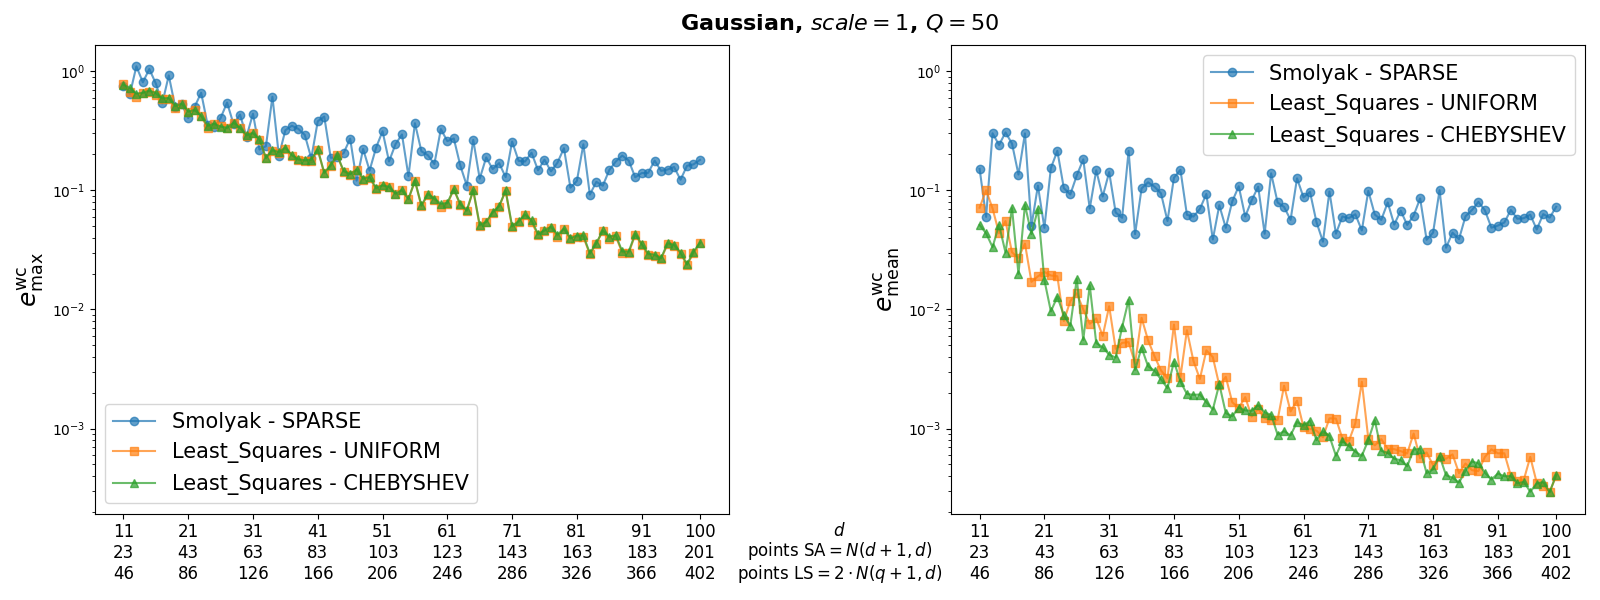 Gaussian, scale = 1, Q = 50
10⁰
10⁻¹
10⁻²
10⁻³
e^wc_max
Smolyak - SPARSE
Least_Squares - UNIFORM
Least_Squares - CHEBYSHEV
11 21 31 41 51 61 71 81 91 100
23 43 63 83 103 123 143 163 183 201
46 86 126 166 206 246 286 326 366 402
d
points SA = N(d + 1, d)
points LS = 2 · N(q + 1, d)
10⁰
10⁻¹
10⁻²
10⁻³
e^wc_mean
Smolyak - SPARSE
Least_Squares - UNIFORM
Least_Squares - CHEBYSHEV
11 21 31 41 51 61 71 81 91 100
23 43 63 83 103 123 143 163 183 201
46 86 126 166 206 246 286 326 366 402